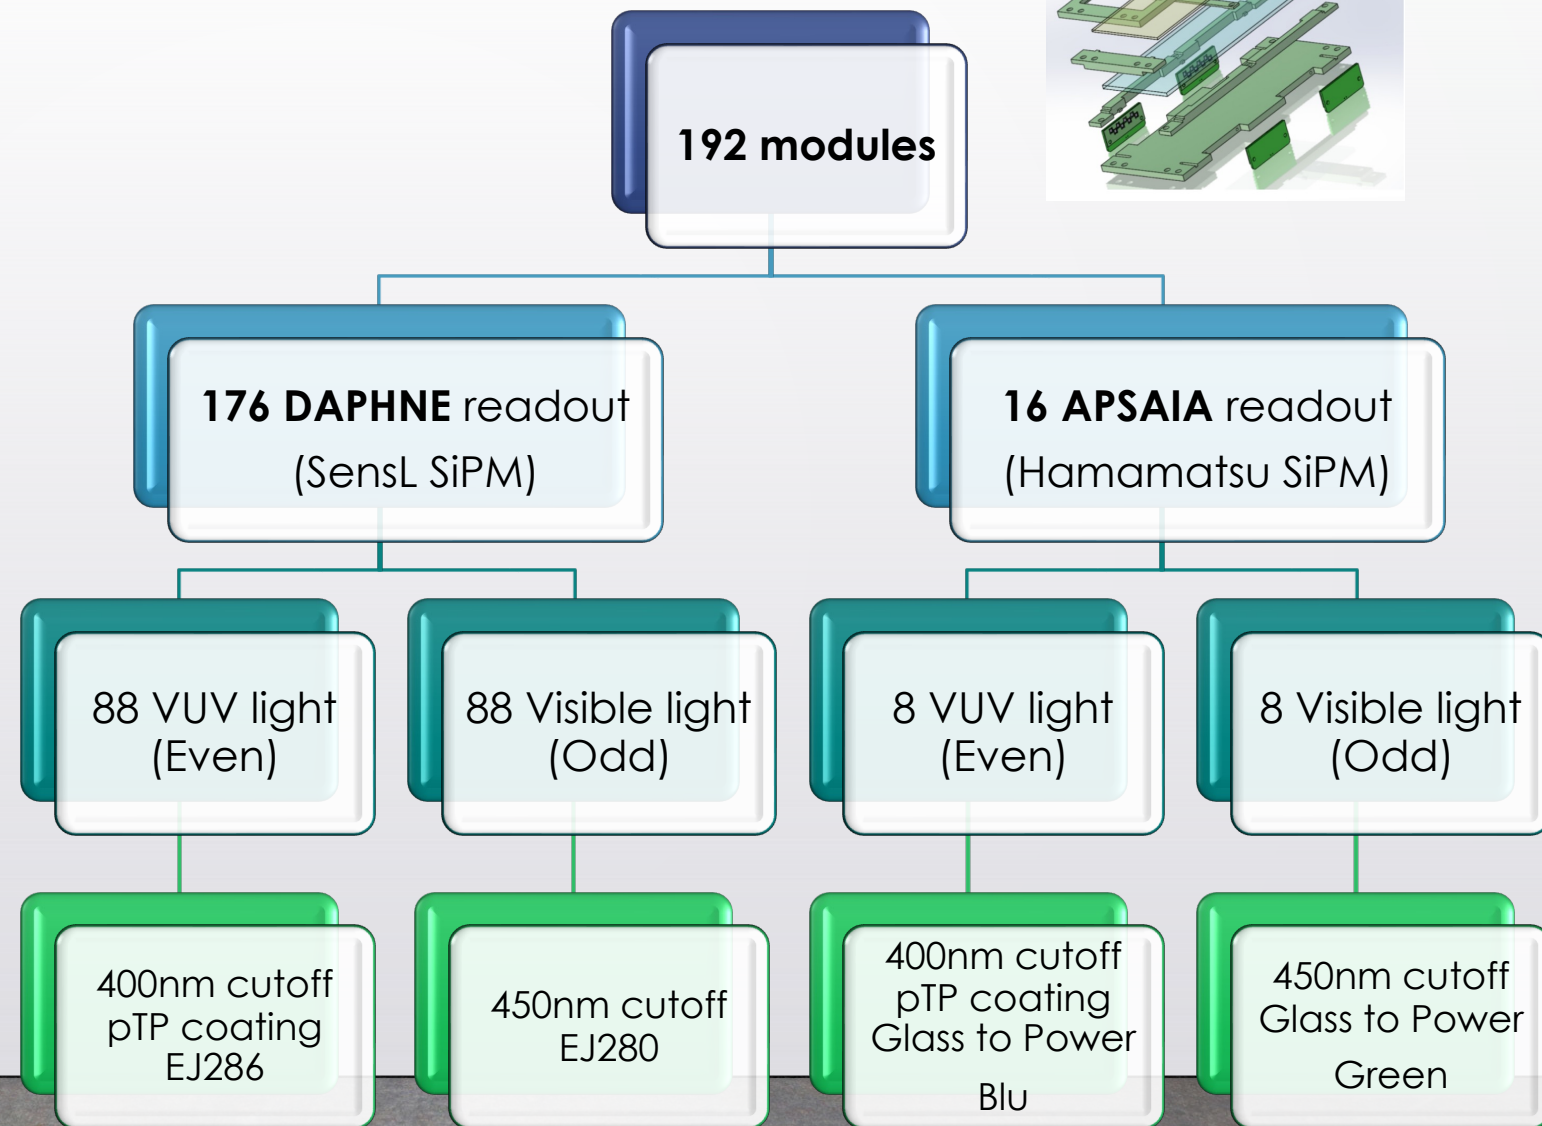 192 modules
176 DAPHNE readout
(SensL SiPM)
16 APSAIA readout
(Hamamatsu SiPM)
88 VUV light
(Even)
88 Visible light
(Odd)
8 VUV light
(Even)
8 Visible light
(Odd)
400nm cutoff
pTP coating
EJ286
450nm cutoff
EJ280
400nm cutoff
pTP coating
Glass to Power
Blu
450nm cutoff
Glass to Power
Green